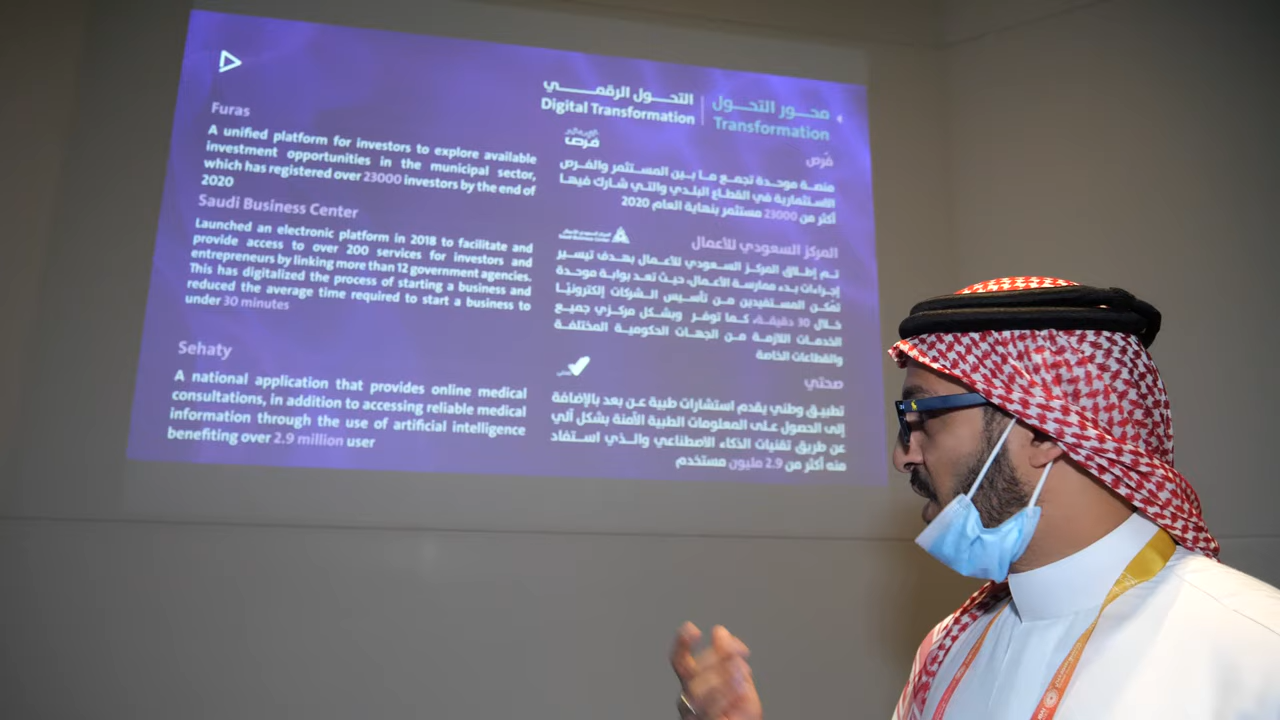 محور التحول
Transformation
التحول الرقمي
Digital Transformation
Furas
A unified platform for investors to explore available
investment opportunities in the municipal sector,
which has registered over 23000 investors by the end of
2020
Saudi Business Center
Launched an electronic platform in 2018 to facilitate and
provide access to over 200 services for investors and
entrepreneurs by linking more than 12 government agencies.
This has digitalized the process of starting a business and
reduced the average time required to start a business to
under 30 minutes
Sehaty
A national application that provides online medical
consultations, in addition to accessing reliable medical
information through the use of artificial intelligence
benefiting over 2.9 million user
فرص
فرص
منصة موحدة تجمع ما بين المستثمر والفرص
الاستثمارية في القطاع البلدي والتي شارك فيها
أكثر من 23000 مستثمر بنهاية العام 2020
المركز السعودي للأعمال
المركز السعودي للأعمال
Saudi Business Center
تم إطلاق المركز السعودي للأعمال بهدف تيسير
إجراءات بدء ممارسة الأعمال، حيث تعد بوابة موحدة
تمكن المستفيدين من تأسيس الشركات إلكترونيًا
خلال 30 دقيقة، كما توفر وبشكل مركزي جميع
الخدمات اللازمة من الجهات الحكومية المختلفة
والقطاعات الخاصة
صحتي
تطبيق وطني يقدم استشارات طبية عن بعد بالإضافة
إلى الحصول على المعلومات الطبية الآمنة بشكل آلي
عن طريق تقنيات الذكاء الاصطناعي والذي استفاد
منه أكثر من 2.9 مليون مستخدم